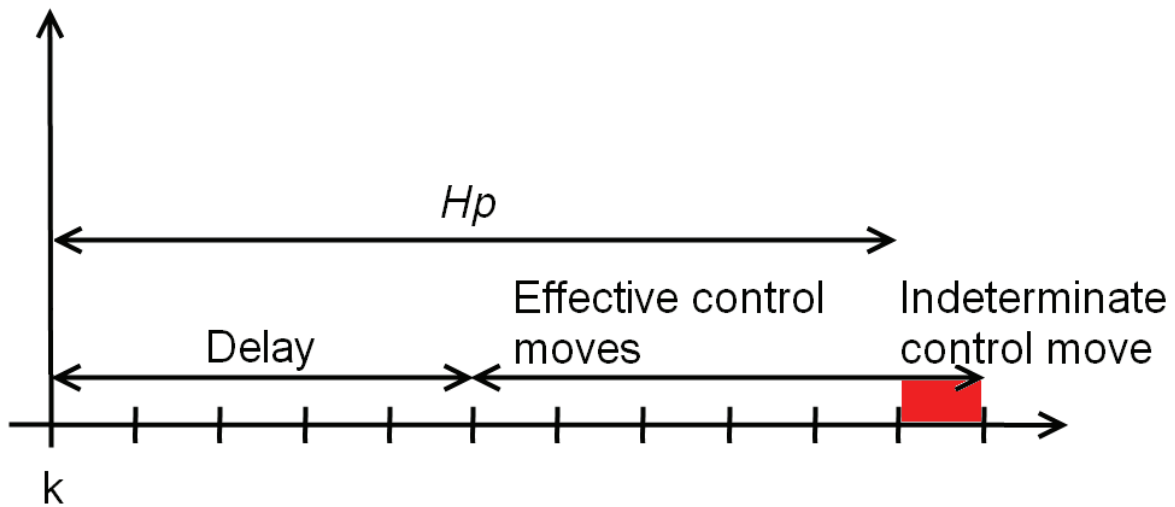 Hp
Effective control
moves
Indeterminate
control move
Delay
k